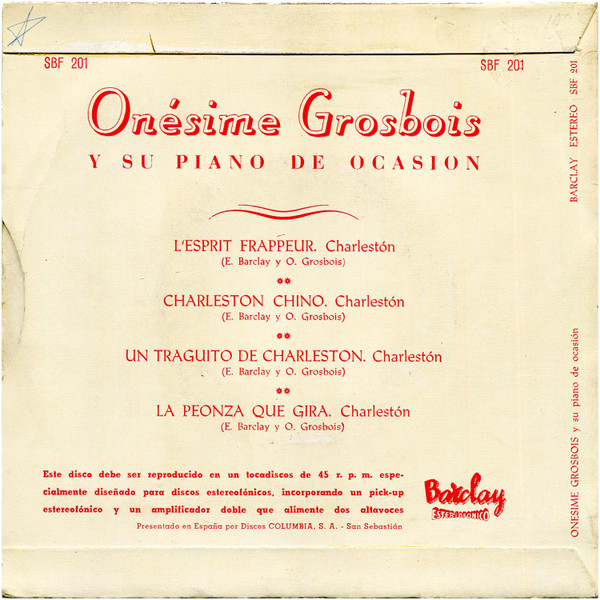 SBF 201
SBF 201
Onésime Grosbois
Y SU PIANO DE OCASION
L'ESPRIT FRAPPEUR. Charlestón
(E. Barclay y O. Grosbois)
CHARLESTON CHINO. Charlestón
(E. Barclay y O. Grosbois)
UN TRAGUITO DE CHARLESTON. Charlestón
(E. Barclay y O. Grosbois)
LA PEONZA QUE GIRA. Charlestón
(E. Barclay y O. Grosbois)
Este disco debe ser reproducido en un tocadiscos de 45 r. p. m. espe-
cialmente diseñado para discos estereofónicos, incorporando un pick-up
estereofónico y un amplificador doble que alimente dos altavoces
Presentado en España por Discos COLUMBIA, S. A. - San Sebastián
Barclay
ESTEREOFONICO
BARCLAY ESTEREO SBF 201
ONESIME GROSBOIS y su piano de ocasión